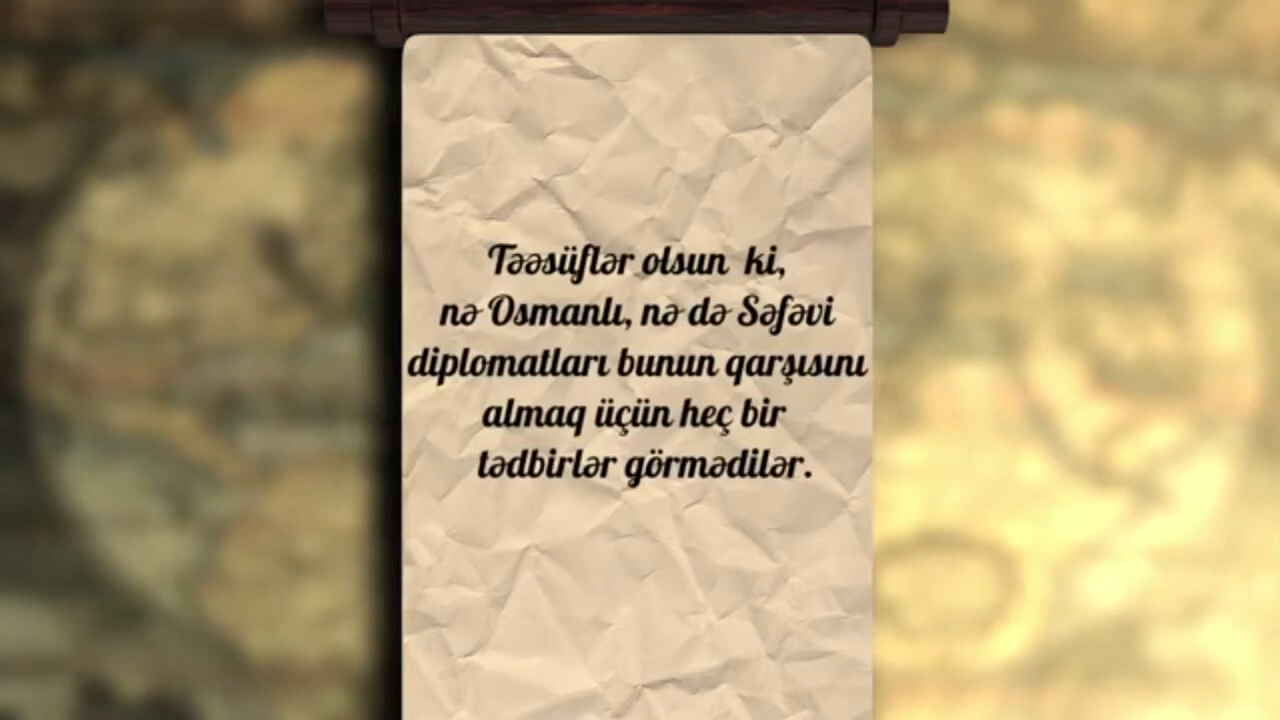 Təəsüflər olsun ki,
nə Osmanlı, nə də Səfəvi
diplomatları bunun qarşısını
almaq üçün heç bir
tədbirlər görmədilər.